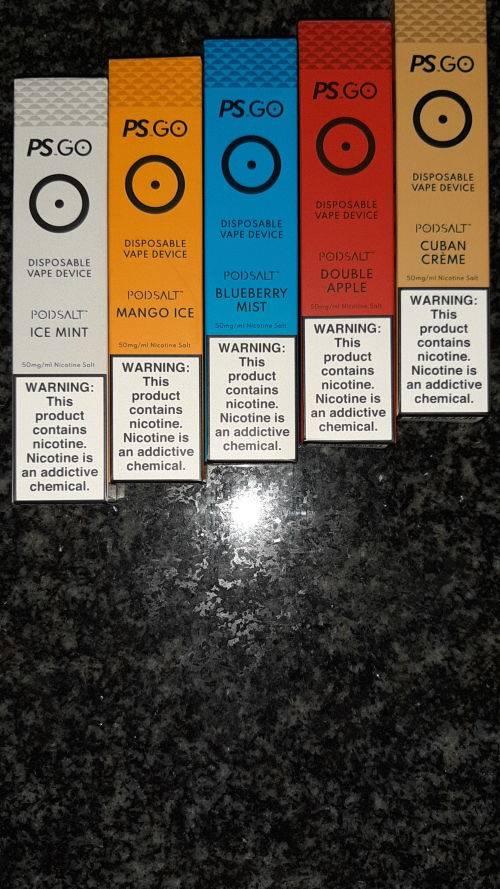 PS.GO
DISPOSABLE
VAPE DEVICE
PODSALT™
ICE MINT
50mg/ml Nicotine Salt
WARNING:
This
product
contains
nicotine.
Nicotine is
an addictive
chemical.
PS.GO
DISPOSABLE
VAPE DEVICE
PODSALT™
MANGO ICE
50mg/ml Nicotine Salt
WARNING:
This
product
contains
nicotine.
Nicotine is
an addictive
chemical.
PS.GO
DISPOSABLE
VAPE DEVICE
PODSALT™
BLUEBERRY
MIST
50mg/ml Nicotine Salt
WARNING:
This
product
contains
nicotine.
Nicotine is
an addictive
chemical.
PS.GO
DISPOSABLE
VAPE DEVICE
PODSALT™
DOUBLE
APPLE
50mg/ml Nicotine Salt
WARNING:
This
product
contains
nicotine.
Nicotine is
an addictive
chemical.
PS.GO
DISPOSABLE
VAPE DEVICE
PODSALT™
CUBAN
CRÈME
50mg/ml Nicotine Salt
WARNING:
This
product
contains
nicotine.
Nicotine is
an addictive
chemical.